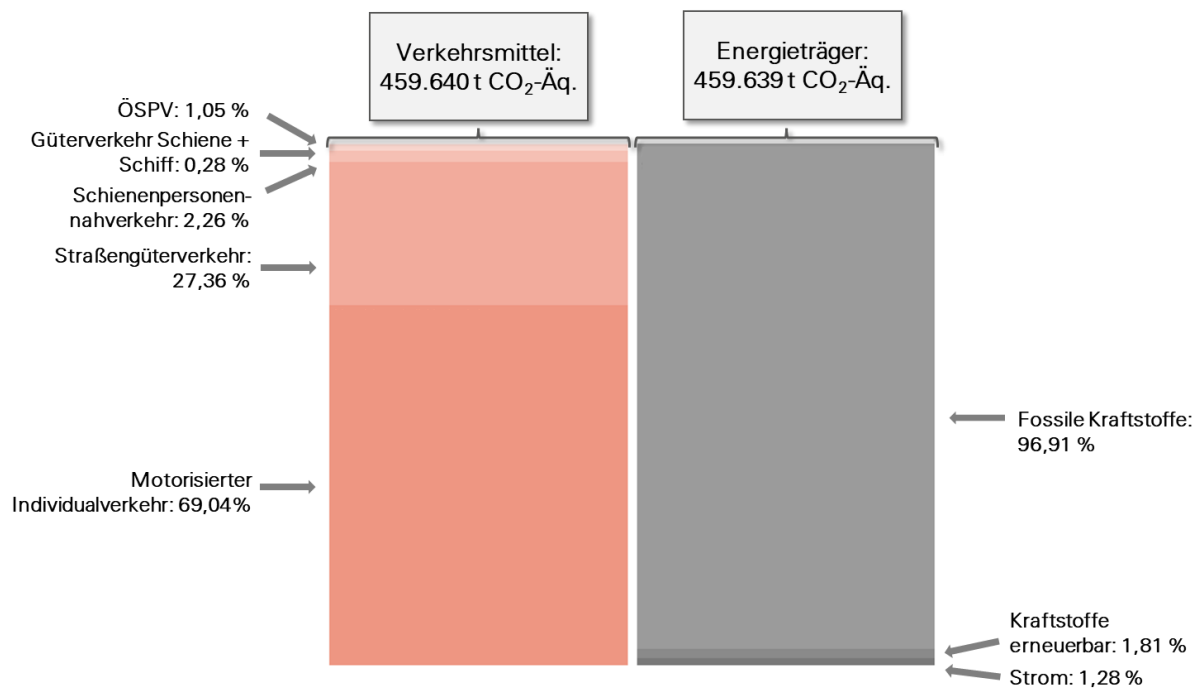 Verkehrsmittel:
459.640 t CO₂-Äq.
Energieträger:
459.639 t CO₂-Äq.
ÖSPV: 1,05 %
Güterverkehr Schiene +
Schiff: 0,28 %
Schienenpersonen-
nahverkehr: 2,26 %
Straßengüterverkehr:
27,36 %
Motorisierter
Individualverkehr: 69,04%
Fossile Kraftstoffe:
96,91 %
Kraftstoffe
erneuerbar: 1,81 %
Strom: 1,28 %